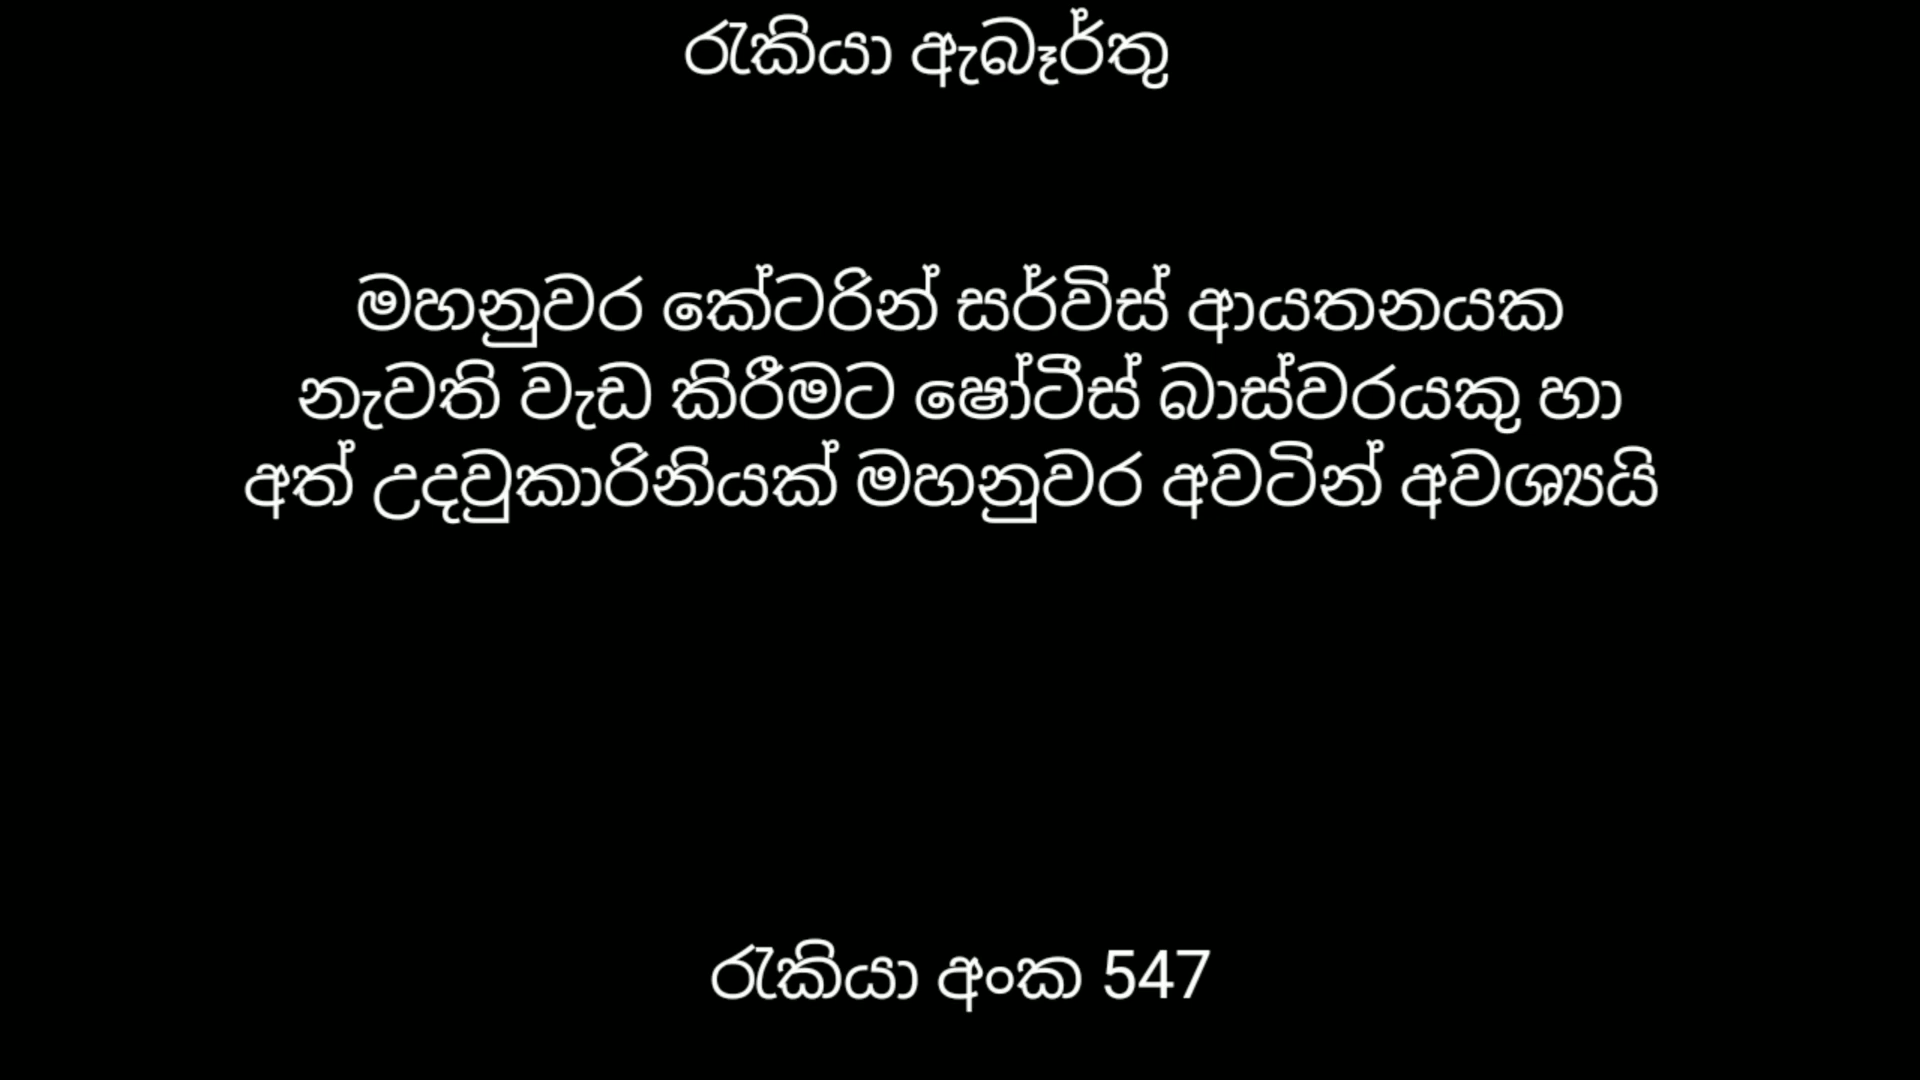 රැකියා ඇබෑර්තු
මහනුවර කේටරින් සර්විස් ආයතනයක
නැවති වැඩ කිරීමට ෂෝටීස් බාස්වරයකු හා
අත් උදවුකාරිනියක් මහනුවර අවටින් අවශ්‍යයි
රැකියා අංක 547